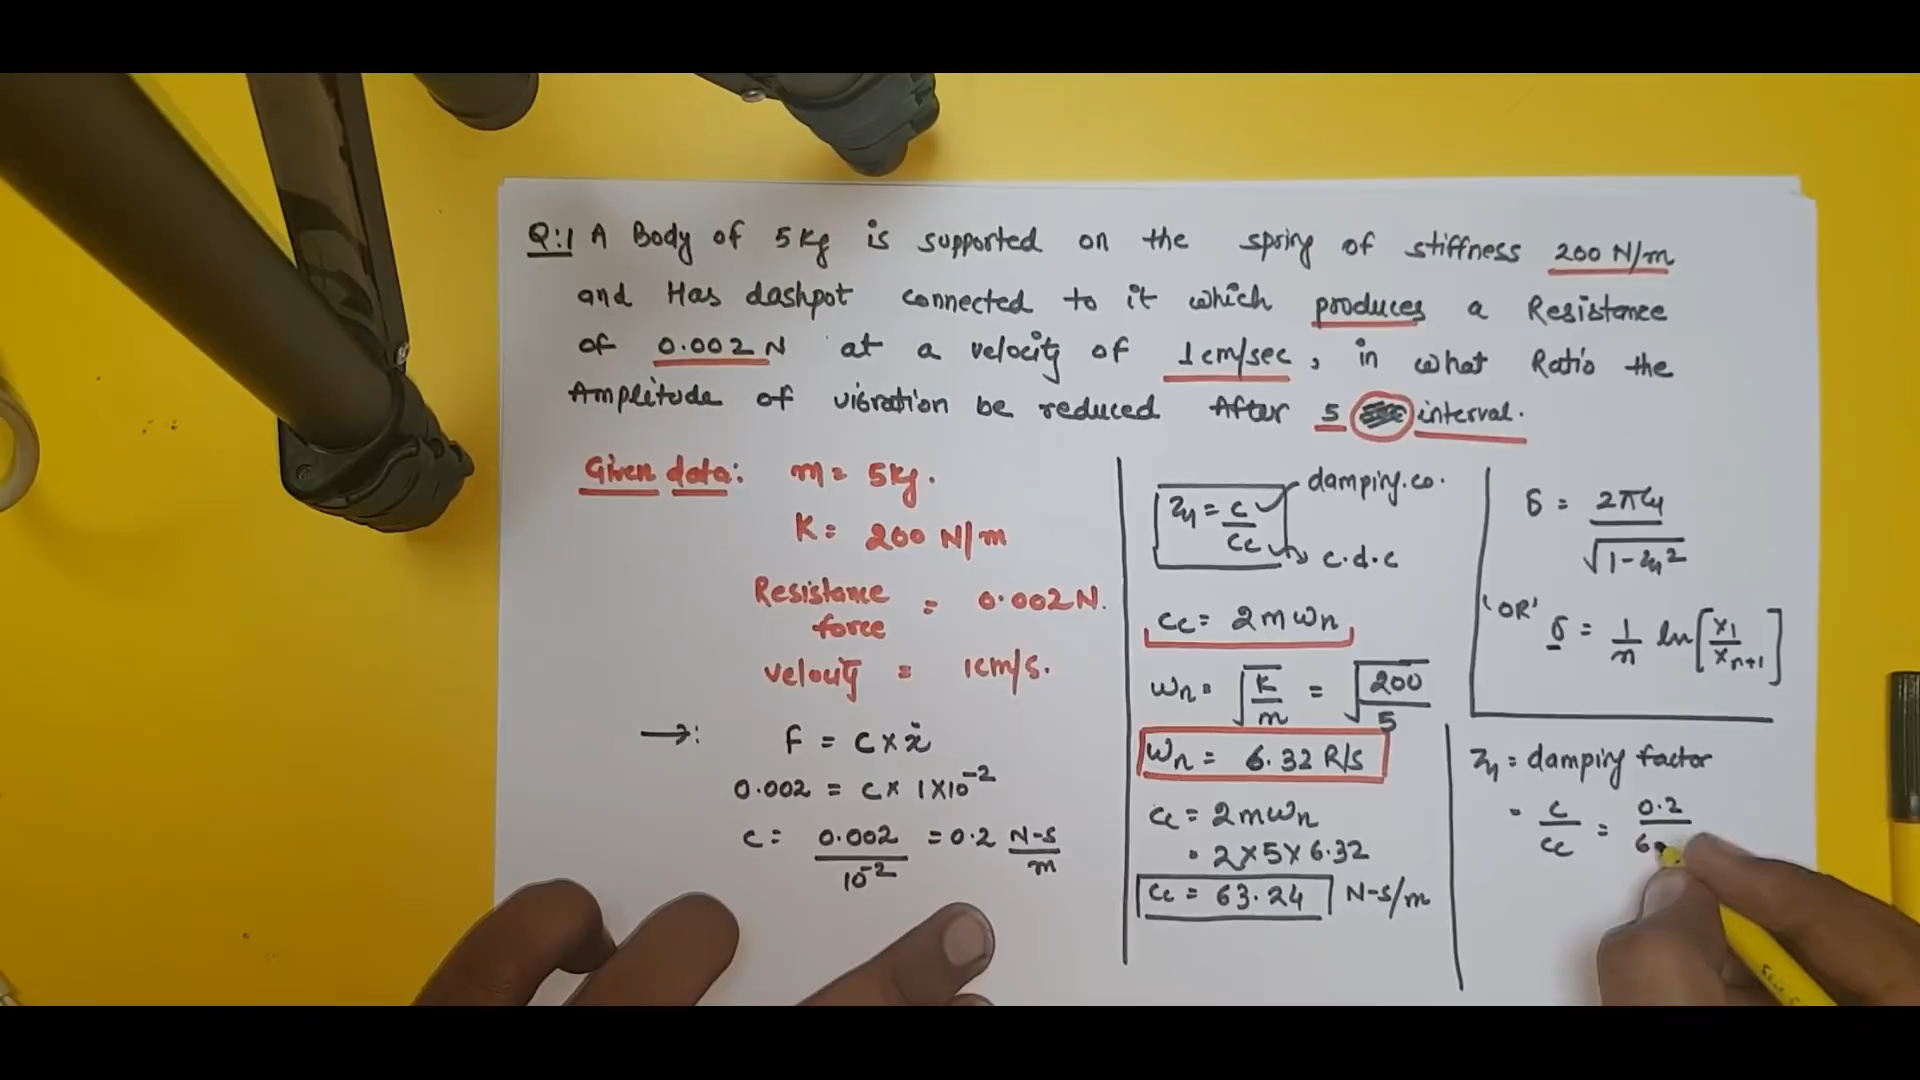 Q:1 A Body of 5kg is supported on the spring of stiffness 200 N/m
and Has dashpot connected to it which produces a Resistance
of 0.002 N at a velocity of 1cm/sec, in what Ratio the
Amplitude of vibration be reduced After 5 interval.
Given data: m = 5kg.
K = 200 N/m
Resistance force = 0.002N.
velocity = 1cm/s.
→: F = C×ẋ
0.002 = C× 1×10⁻²
C = 0.002/10⁻² = 0.2 N-s/m
ζ = C/Cc damping.co.
c.d.c
Cc = 2mωn
ωn = √(K/m) = √(200/5)
ωn = 6.32 R/s
Cc = 2mωn
= 2×5×6.32
Cc = 63.24 N-s/m
δ = 2πζ/√(1-ζ²)
'OR' δ = 1/n ln[x₁/xₙ₊₁]
ζ = damping factor
= C/Cc = 0.2/6